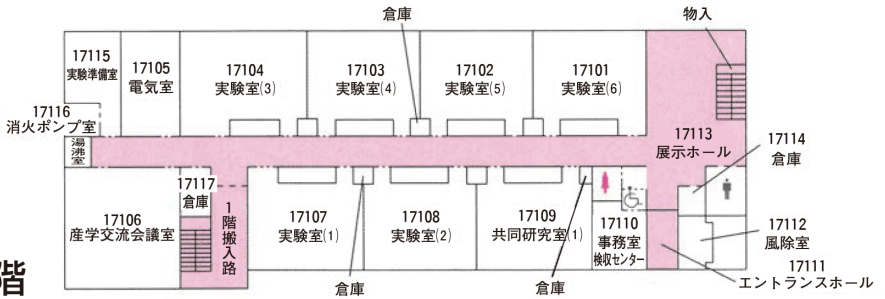 倉庫
物入
17115
実験準備室
17105
電気室
17104
実験室(3)
17103
実験室(4)
17102
実験室(5)
17101
実験室(6)
17116
消火ポンプ室
湯沸室
17113
展示ホール
17114
倉庫
17106
産学交流会議室
17117
倉庫
1階搬入路
17107
実験室(1)
倉庫
17108
実験室(2)
17109
共同研究室(1)
倉庫
17110
事務室
検収センター
17112
風除室
17111
エントランスホール
階